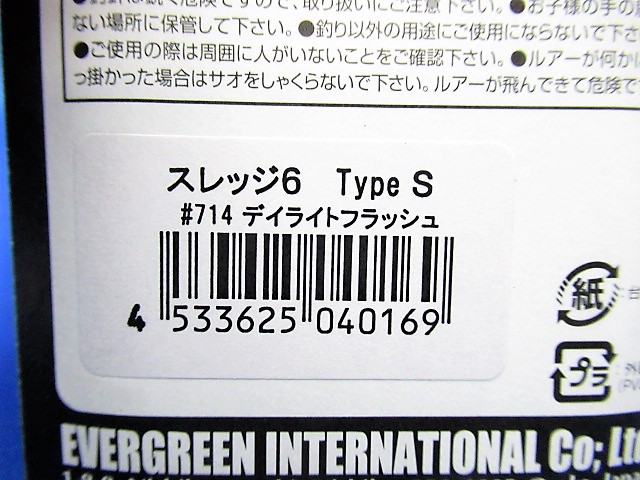 ない場所に保管して下さい。●釣り以外の用途にご使用にならないで下さ
●ご使用の際は周囲に人がいないことをご確認下さい。●ルアーが何かに
っ掛かった場合はサオをしゃくらないで下さい。ルアーが飛んできて危険で
スレッジ6 Type S
#714 デイライトフラッシュ
4 533625 040169
紙
プラ
EVERGREEN INTERNATIONAL Co; Ltd